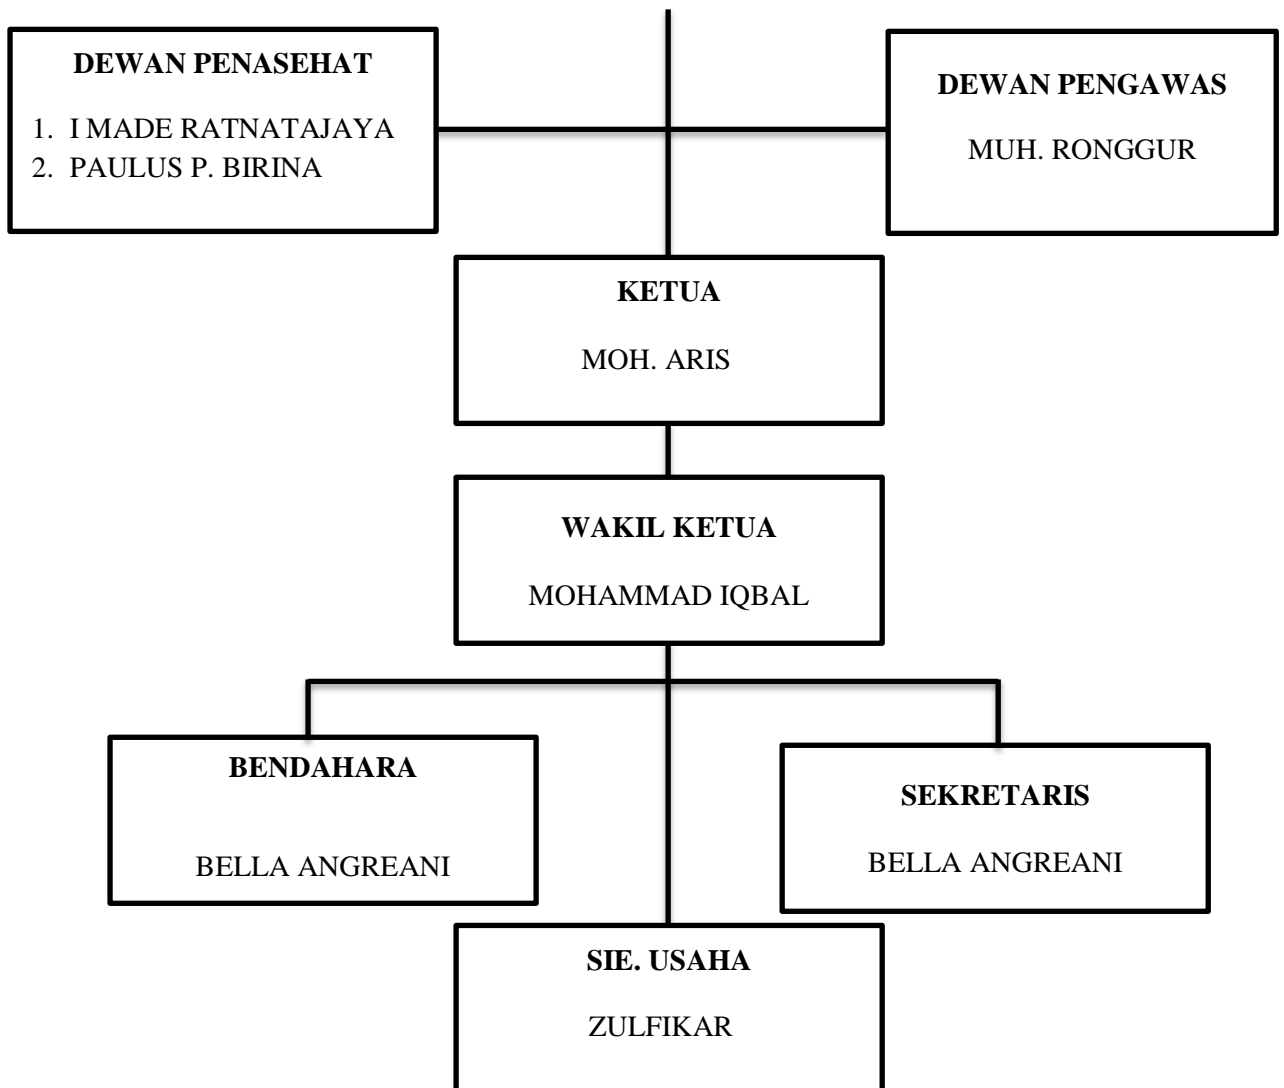 DEWAN PENASEHAT
1. I MADE RATNATAJAYA
2. PAULUS P. BIRINA
DEWAN PENGAWAS
MUH. RONGGUR
KETUA
MOH. ARIS
WAKIL KETUA
MOHAMMAD IQBAL
BENDAHARA
BELLA ANGREANI
SEKRETARIS
BELLA ANGREANI
SIE. USAHA
ZULFIKAR